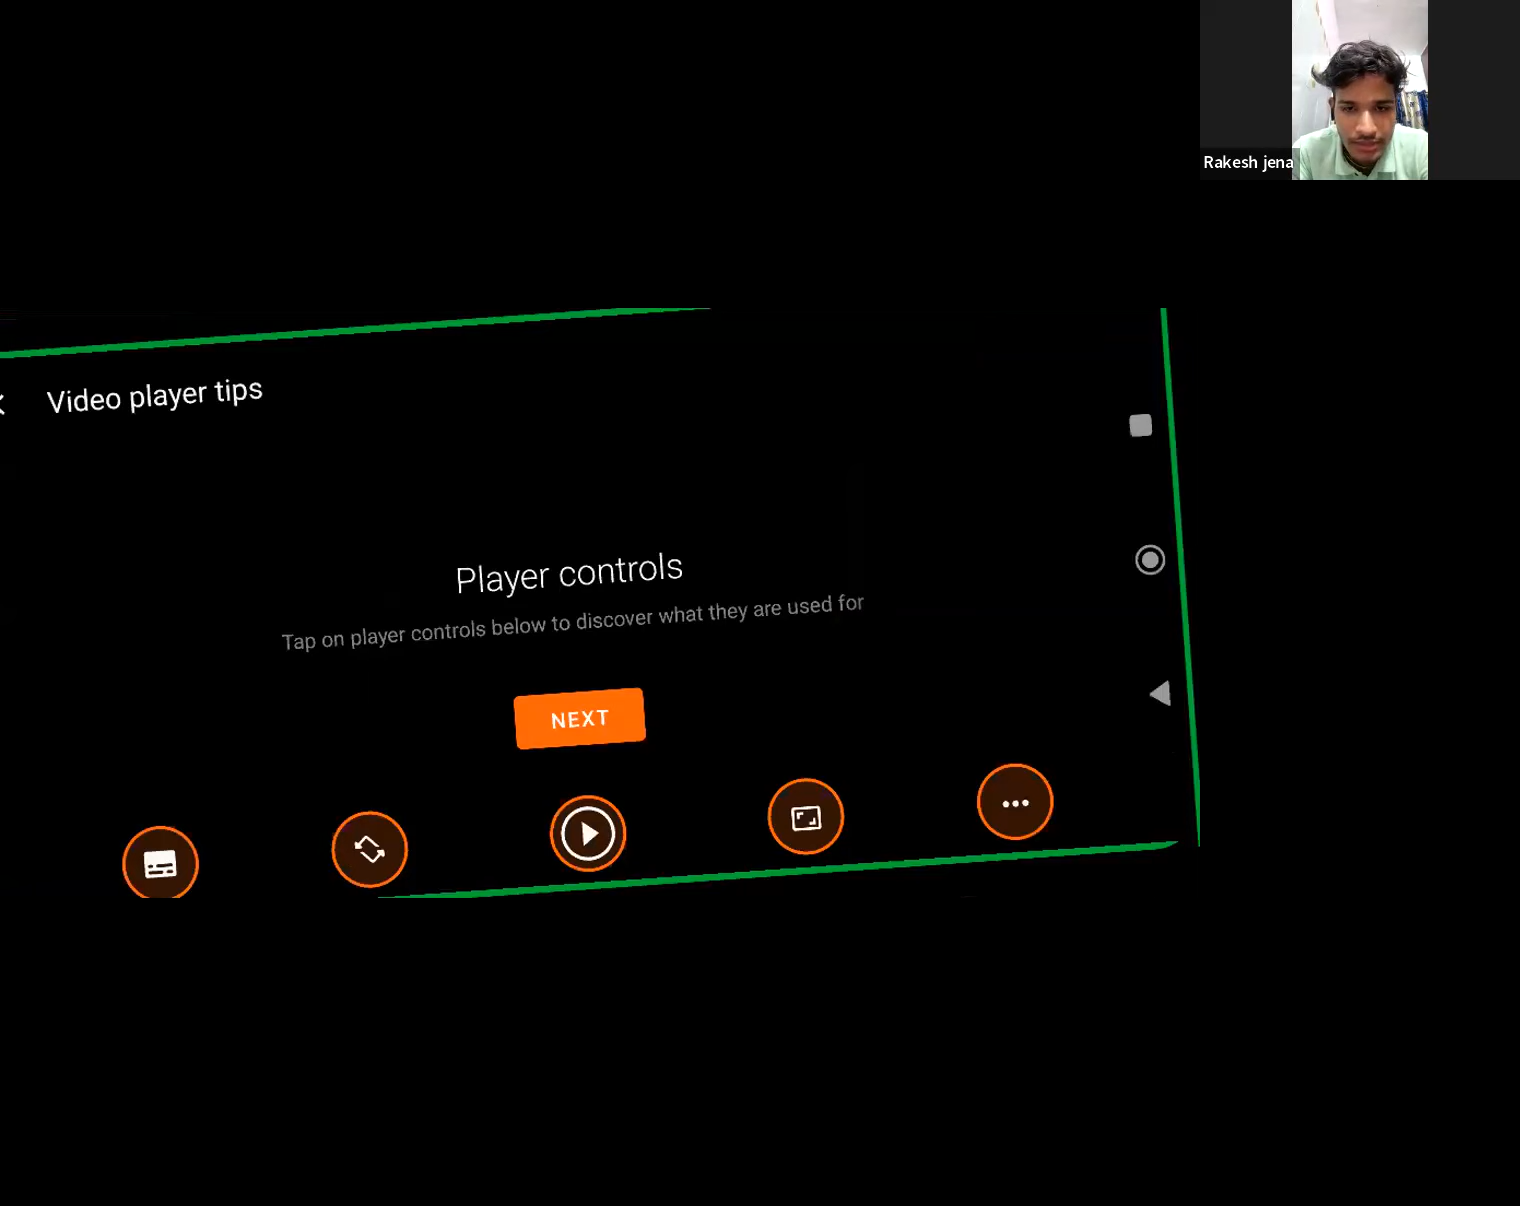 Rakesh jena
Video player tips
Player controls
Tap on player controls below to discover what they are used for
NEXT